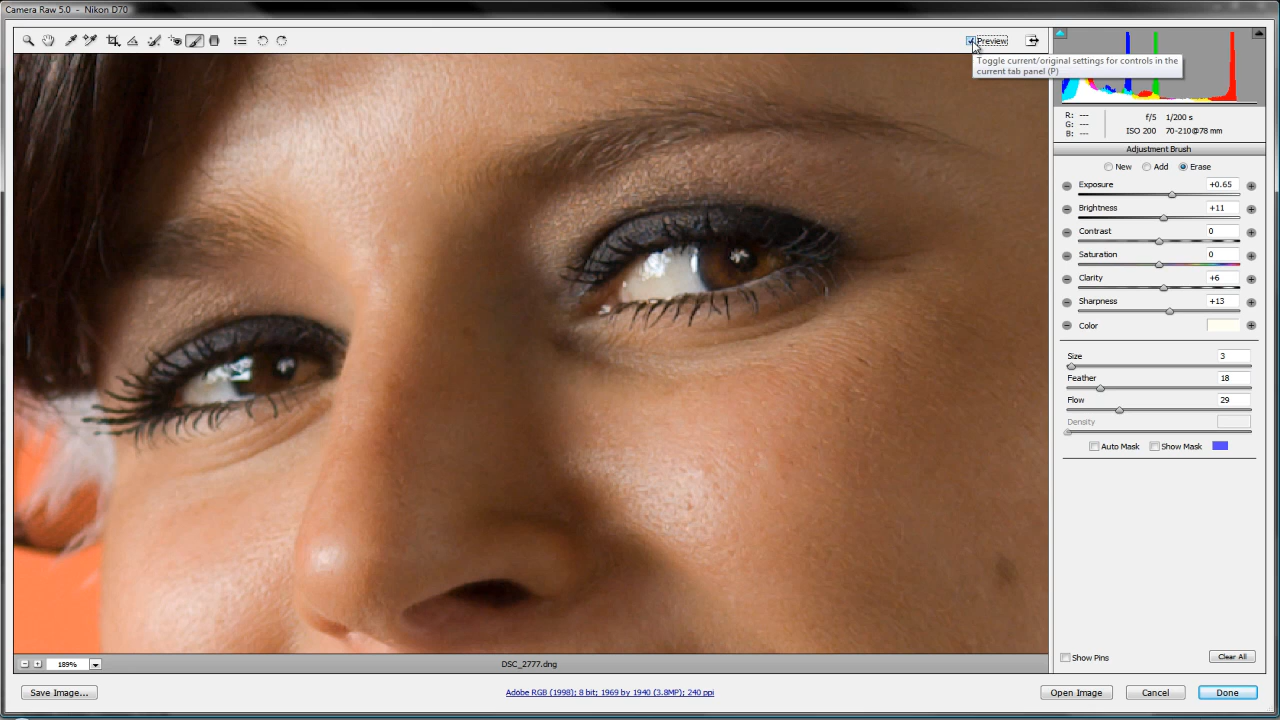 Camera Raw 5.0 - Nikon D70
Preview
Toggle current/original settings for controls in the
current tab panel (P)
R: ---
G: ---
B: ---
f/5 1/200 s
ISO 200 70-210@78 mm
Adjustment Brush
New Add Erase
Exposure +0.65
Brightness +11
Contrast 0
Saturation 0
Clarity +6
Sharpness +13
Color
Size 3
Feather 18
Flow 29
Density
Auto Mask Show Mask
Show Pins Clear All
189% DSC_2777.dng
Save Image... Adobe RGB (1998); 8 bit; 1969 by 1940 (3.8MP); 240 ppi Open Image Cancel Done